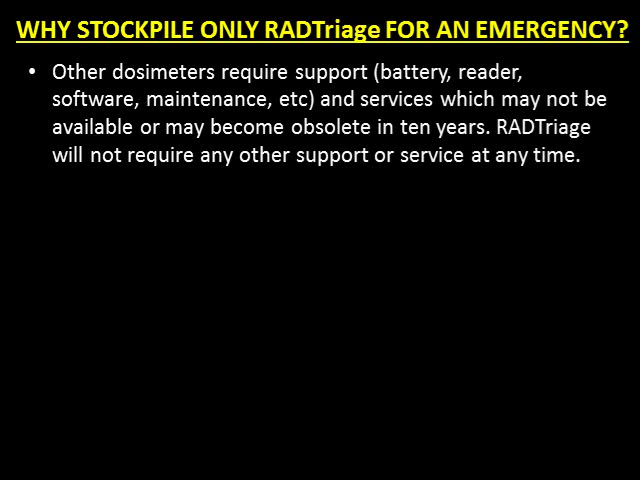 WHY STOCKPILE ONLY RADTriage FOR AN EMERGENCY?
• Other dosimeters require support (battery, reader,
software, maintenance, etc) and services which may not be
available or may become obsolete in ten years. RADTriage
will not require any other support or service at any time.